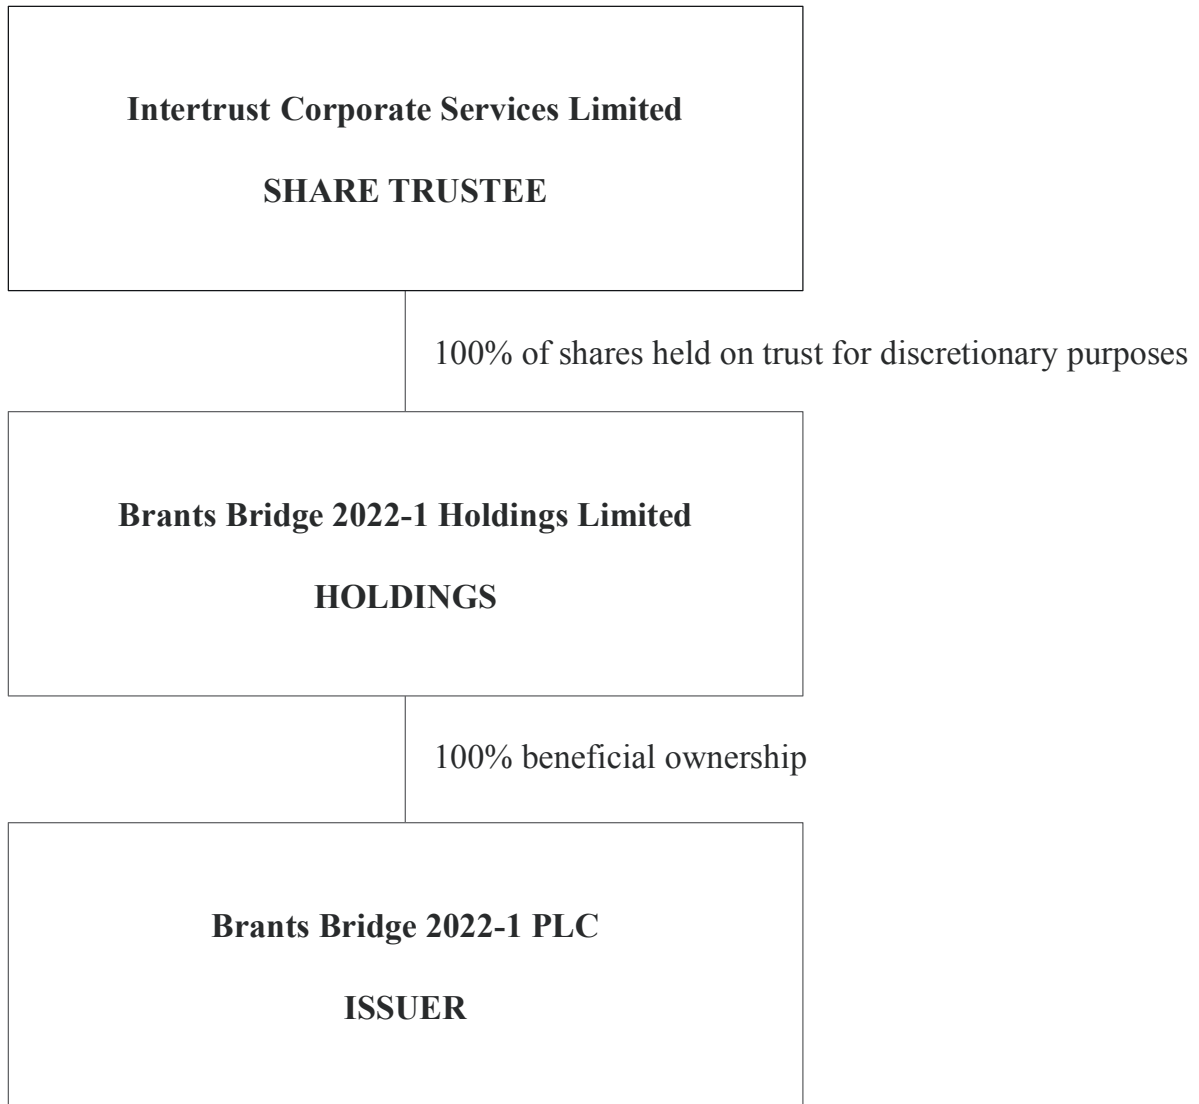 Intertrust Corporate Services Limited
SHARE TRUSTEE
100% of shares held on trust for discretionary purposes
Brants Bridge 2022-1 Holdings Limited
HOLDINGS
100% beneficial ownership
Brants Bridge 2022-1 PLC
ISSUER